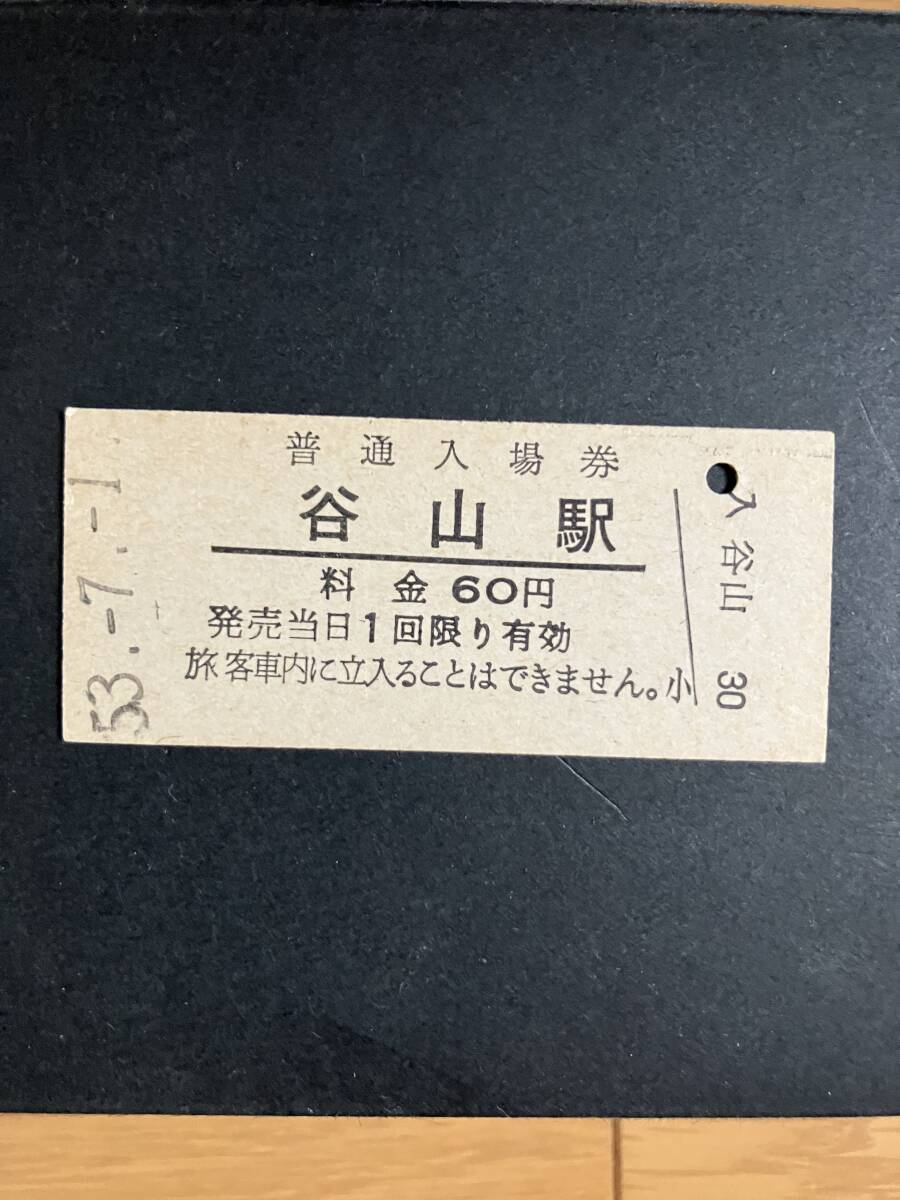 普通入場券
谷山駅
料金60円
発売当日1回限り有効
旅客車内に立入ることはできません。小
入谷山 30
53.-7.-1